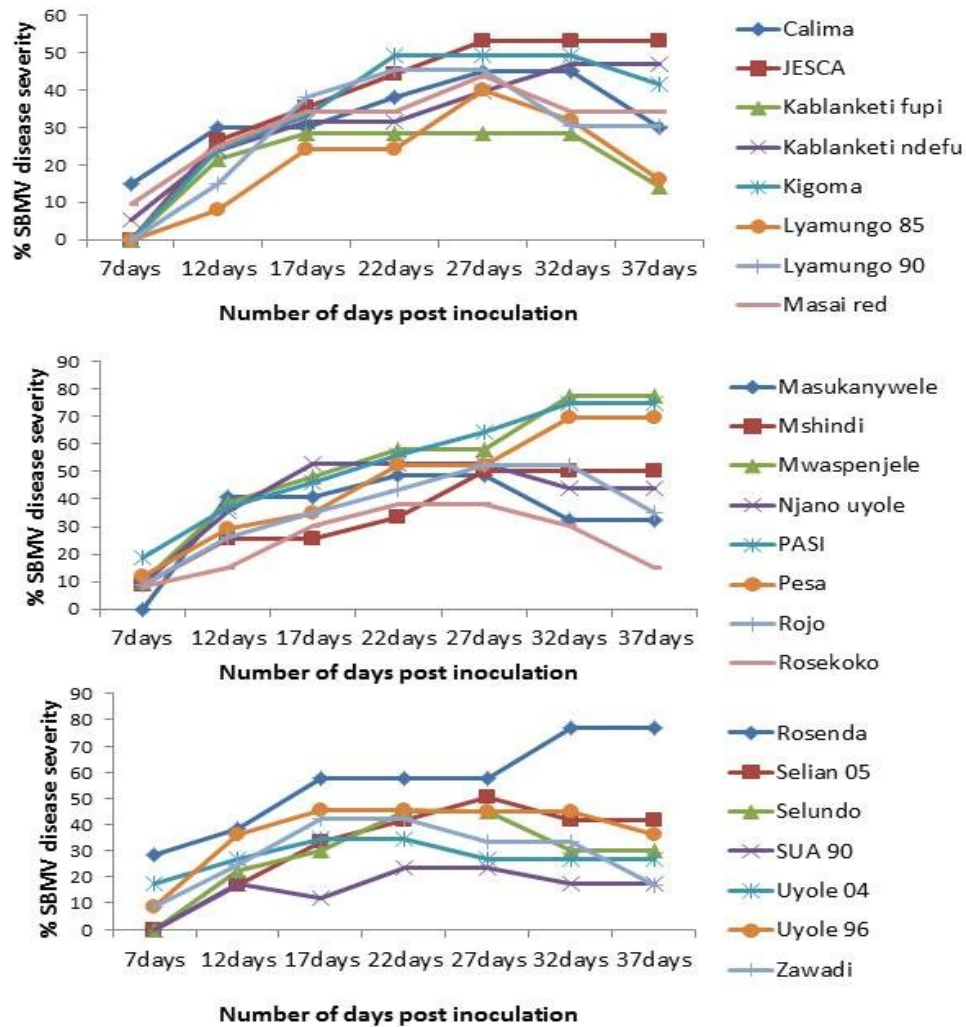 % SBMV disease severity
60
50
40
30
20
10
0
7days 12days 17days 22days 27days 32days 37days
Number of days post inoculation
Calima
JESCA
Kablanketi fupi
Kablanketi ndefu
Kigoma
Lyamungo 85
Lyamungo 90
Masai red
% SBMV disease severity
90
80
70
60
50
40
30
20
10
0
7days 12days 17days 22days 27days 32days 37days
Number of days post inoculation
Masukanywele
Mshindi
Mwaspenjele
Njano uyole
PASI
Pesa
Rojo
Rosekoko
% SBMV disease severity
90
80
70
60
50
40
30
20
10
0
7days 12days 17days 22days 27days 32days 37days
Number of days post inoculation
Rosenda
Selian 05
Selundo
SUA 90
Uyole 04
Uyole 96
Zawadi